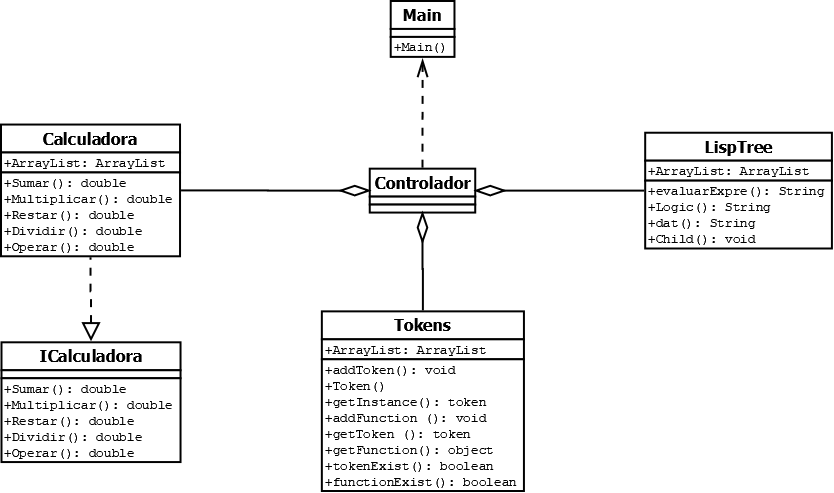 Main
+Main()
Calculadora
+ArrayList: ArrayList
+Sumar(): double
+Multiplicar(): double
+Restar(): double
+Dividir(): double
+Operar(): double
Controlador
LispTree
+ArrayList: ArrayList
+evaluarExpre(): String
+Logic(): String
+dat(): String
+Child(): void
ICalculadora
+Sumar(): double
+Multiplicar(): double
+Restar(): double
+Dividir(): double
+Operar(): double
Tokens
+ArrayList: ArrayList
+addToken(): void
+Token()
+getInstance(): token
+addFunction (): void
+getToken (): token
+getFunction(): object
+tokenExist(): boolean
+functionExist(): boolean